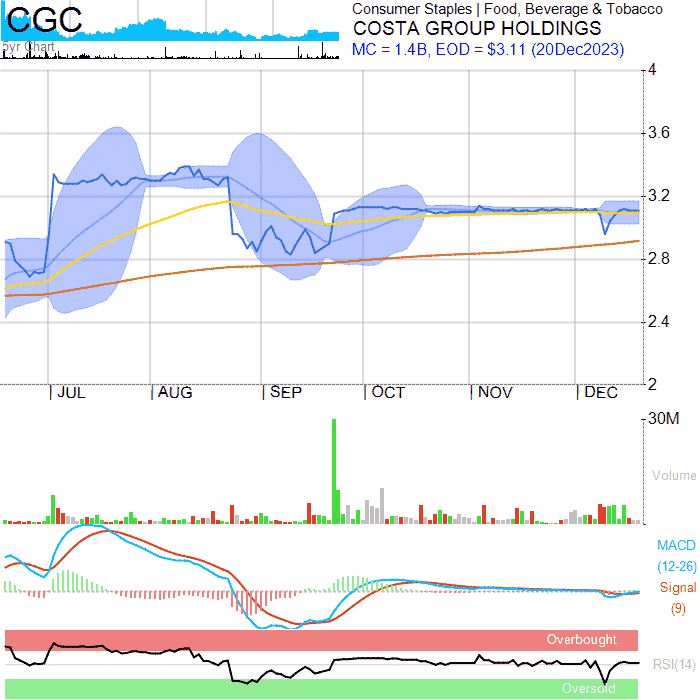 CGC
5yr Chart
Consumer Staples | Food, Beverage & Tobacco
COSTA GROUP HOLDINGS
MC = 1.4B, EOD = $3.11 (20Dec2023)
4
3.6
3.2
2.8
2.4
2
JUL AUG SEP OCT NOV DEC
30M
Volume
MACD
(12-26)
Signal
(9)
Overbought
RSI(14)
Oversold